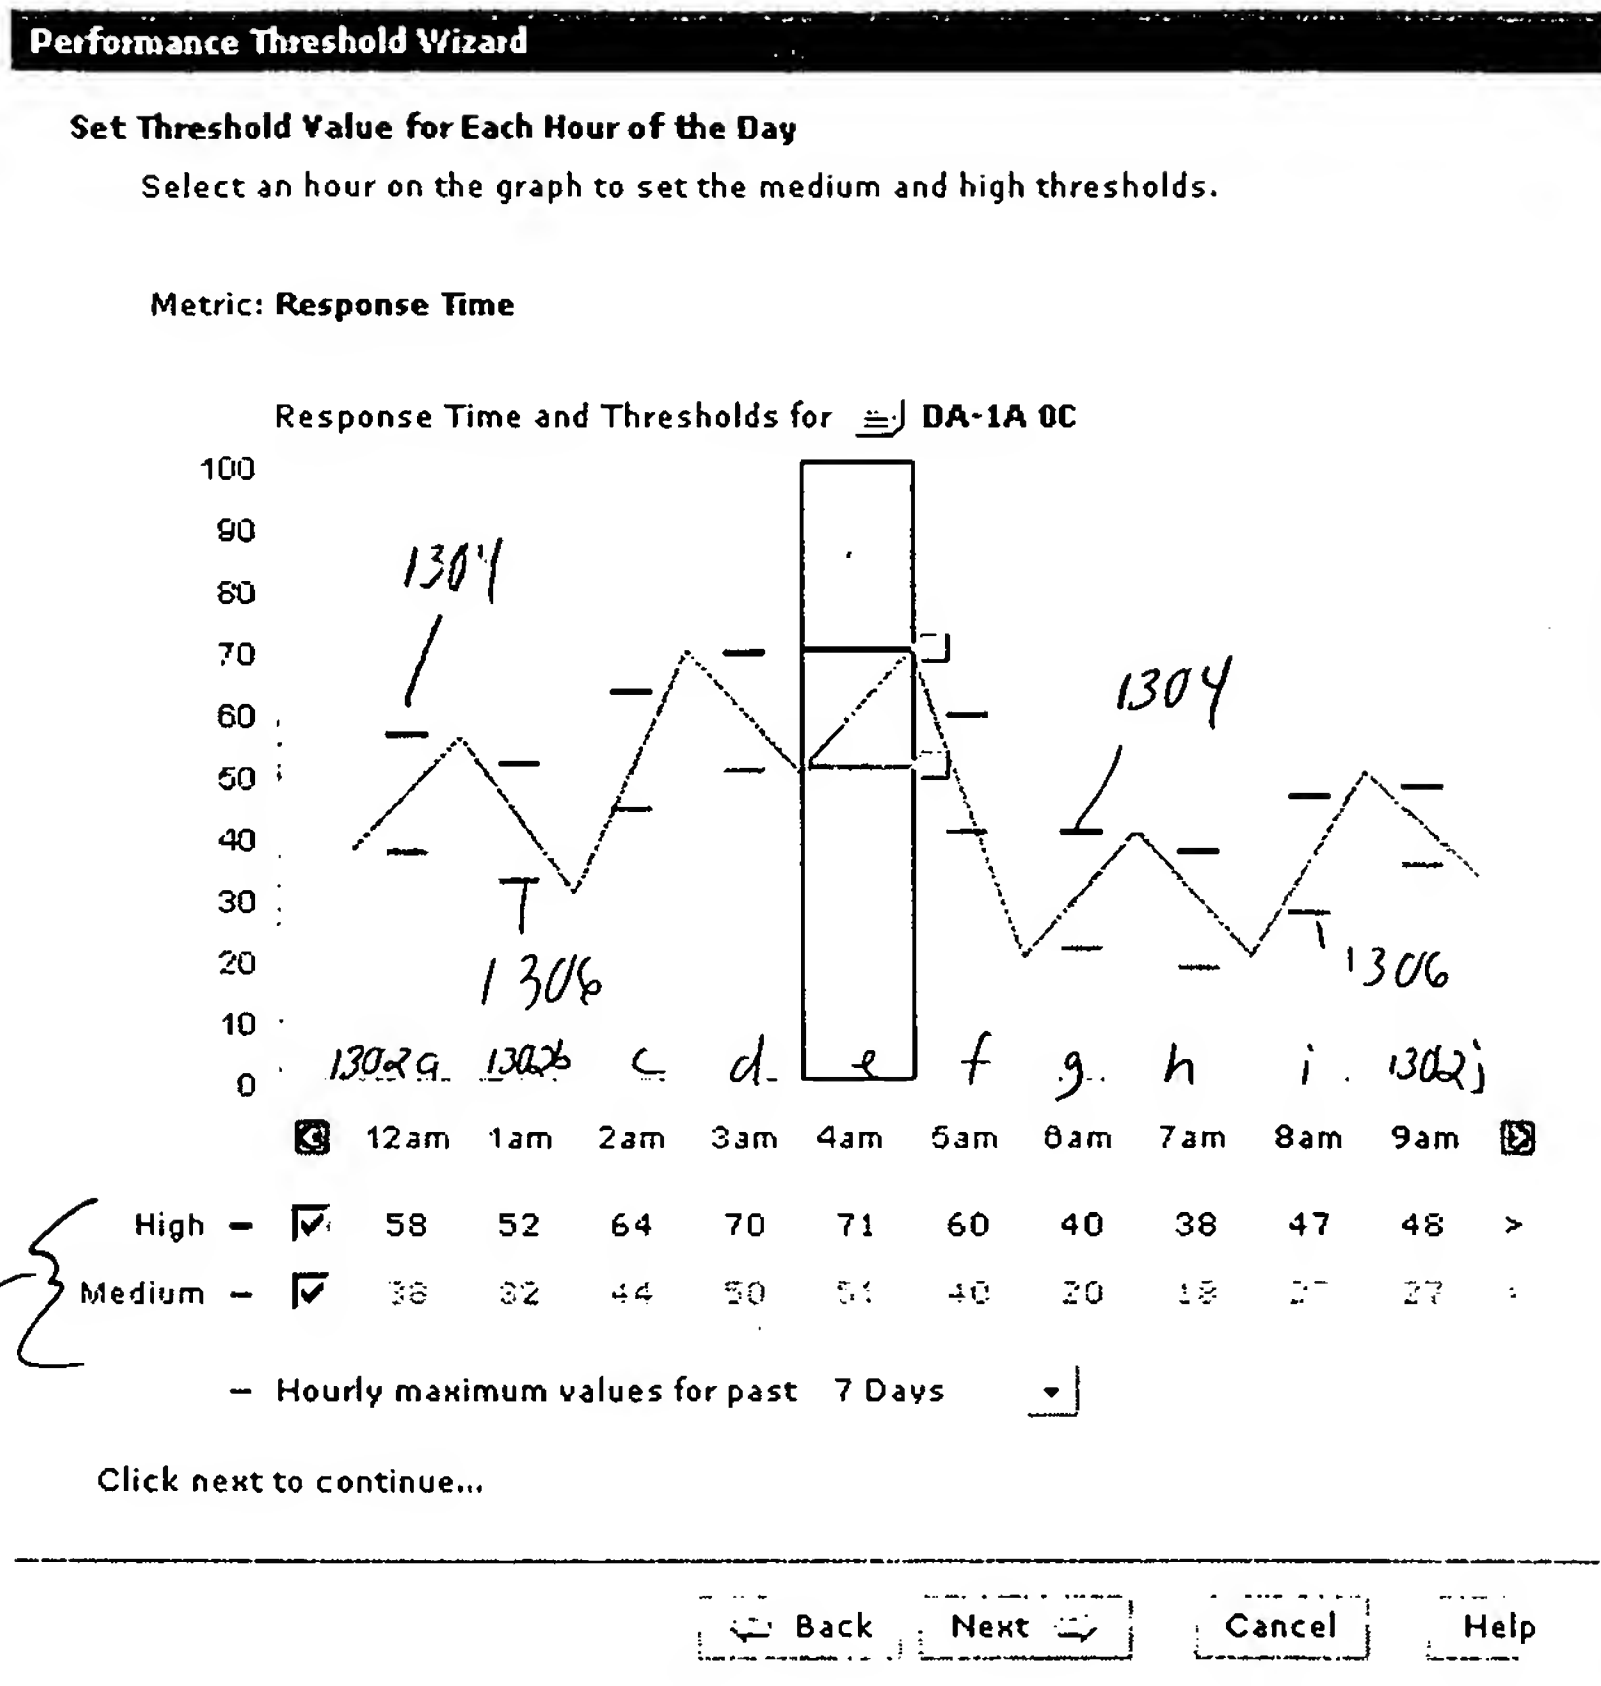 Performance Threshold Wizard
Set Threshold Value for Each Hour of the Day
Select an hour on the graph to set the medium and high thresholds.
Metric: Response Time
Response Time and Thresholds for DA-1A 0C
100
90
80
70
60
50
40
30
20
10
0
1304
1304
1306
1306
1302a 1302b c d e f g h i 1302j
12am 1am 2am 3am 4am 5am 6am 7am 8am 9am
High – 58 52 64 70 71 60 40 38 47 48 >
Medium – 38 32 44 50 51 40 20 18 27
– Hourly maximum values for past 7 Days
Click next to continue...
Back Next Cancel Help